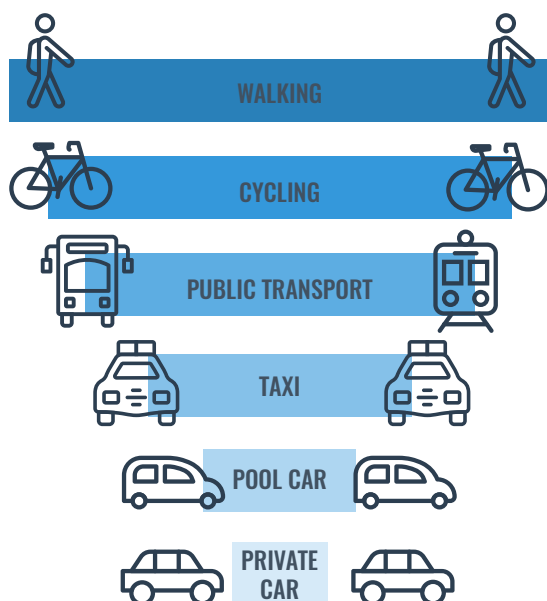 WALKING
CYCLING
PUBLIC TRANSPORT
TAXI
POOL CAR
PRIVATE
CAR